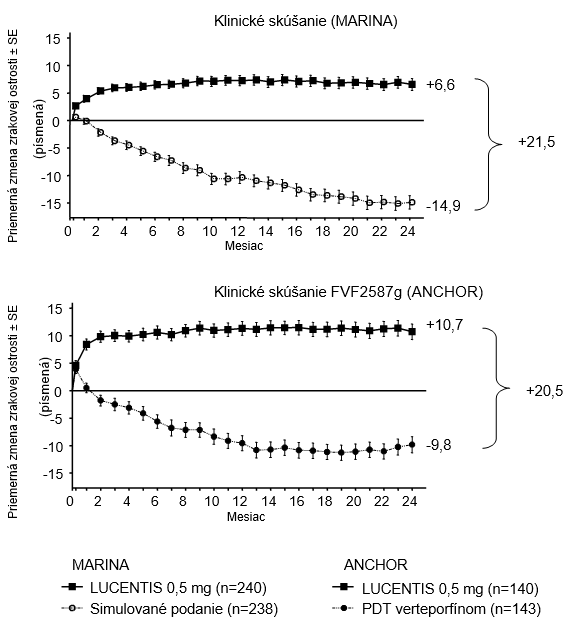 Klinické skúšanie (MARINA)
Priemerná zmena zrakovej ostrosti ± SE
(písmená)
15
10
5
0
-5
-10
-15
+6,6
+21,5
-14,9
0 2 4 6 8 10 12 14 16 18 20 22 24
Mesiac
Klinické skúšanie FVF2587g (ANCHOR)
Priemerná zmena zrakovej ostrosti ± SE
(písmená)
15
10
5
0
-5
-10
-15
+10,7
+20,5
-9,8
0 2 4 6 8 10 12 14 16 18 20 22 24
Mesiac
MARINA
LUCENTIS 0,5 mg (n=240)
Simulované podanie (n=238)
ANCHOR
LUCENTIS 0,5 mg (n=140)
PDT verteporfínom (n=143)